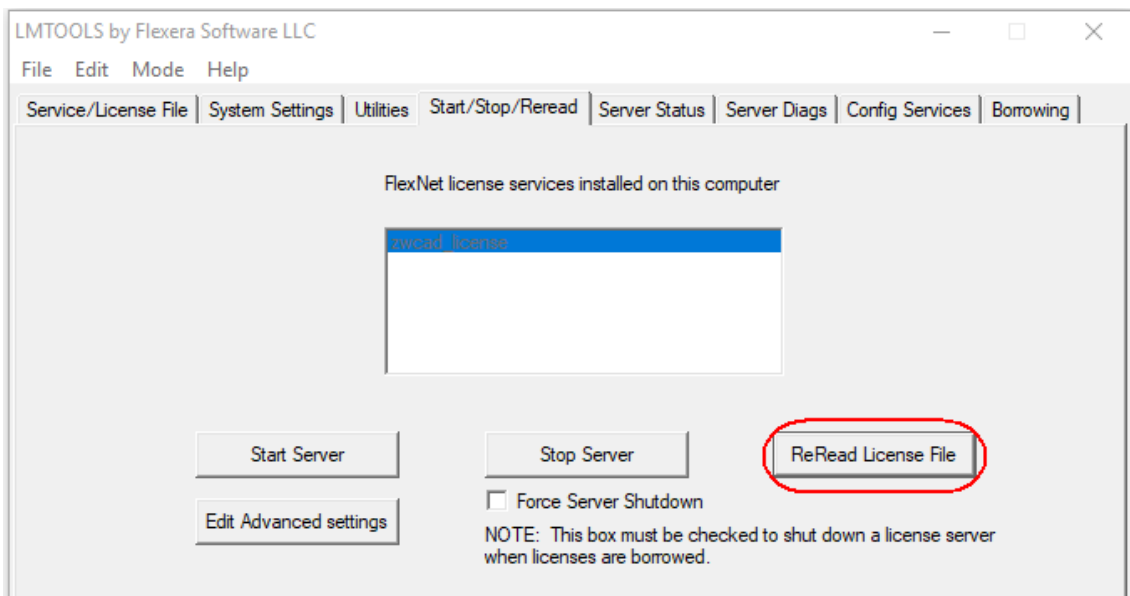 LMTOOLS by Flexera Software LLC
File Edit Mode Help
Service/License File System Settings Utilities Start/Stop/Reread Server Status Server Diags Config Services Borrowing
FlexNet license services installed on this computer
zwcad_license
Start Server Stop Server ReRead License File
Force Server Shutdown
Edit Advanced settings
NOTE: This box must be checked to shut down a license server
when licenses are borrowed.